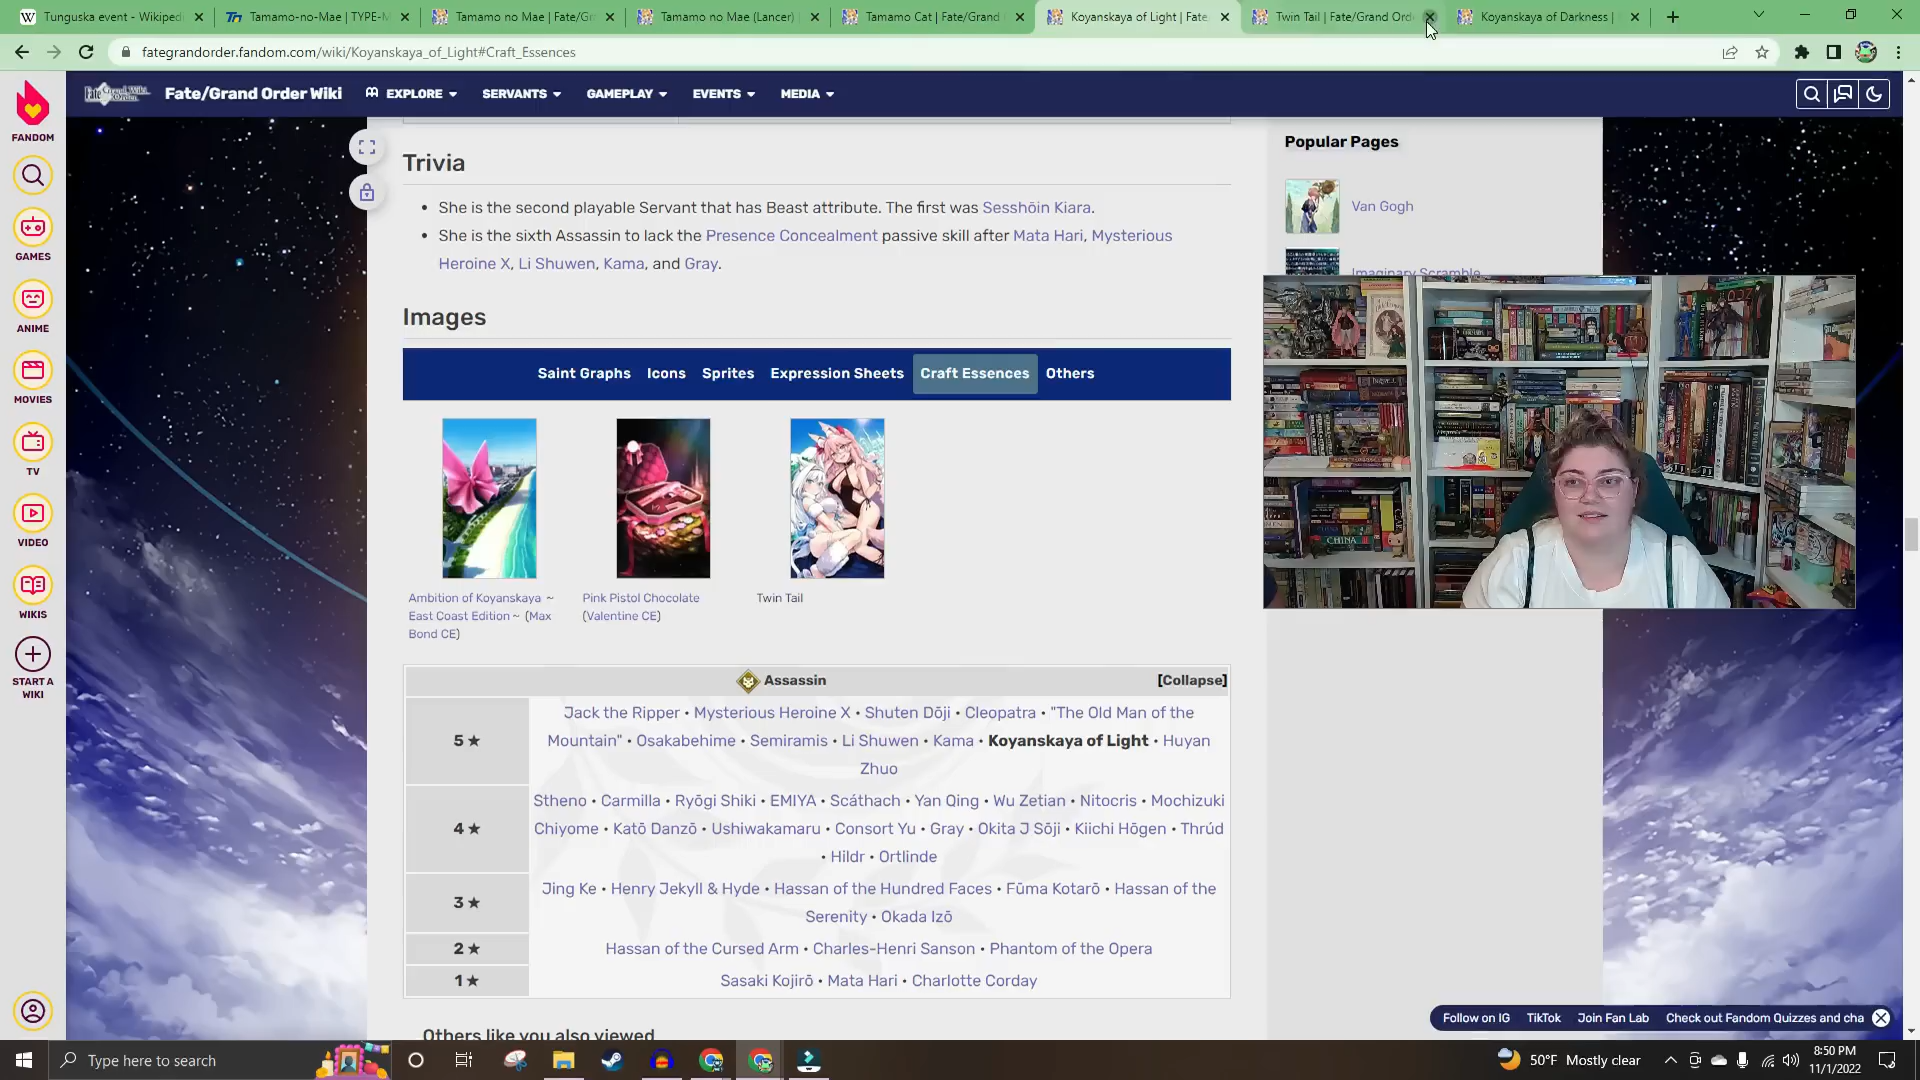 Tunguska event - Wikiped
Tamamo-no-Mae | TYPE-M
Tamamo no Mae | Fate/Gr
Tamamo no Mae (Lancer) |
Tamamo Cat | Fate/Grand
Koyanskaya of Light | Fate
Twin Tail | Fate/Grand Ord
Koyanskaya of Darkness |
fategrandorder.fandom.com/wiki/Koyanskaya_of_Light#Craft_Essences
Fate/Grand Order Wiki
EXPLORE
SERVANTS
GAMEPLAY
EVENTS
MEDIA
FANDOM
GAMES
ANIME
MOVIES
TV
VIDEO
WIKIS
START A
WIKI
Trivia
• She is the second playable Servant that has Beast attribute. The first was Sesshōin Kiara.
• She is the sixth Assassin to lack the Presence Concealment passive skill after Mata Hari, Mysterious
Heroine X, Li Shuwen, Kama, and Gray.
Images
Saint Graphs Icons Sprites Expression Sheets Craft Essences Others
Ambition of Koyanskaya ~
East Coast Edition ~ (Max
Bond CE)
Pink Pistol Chocolate
(Valentine CE)
Twin Tail
Assassin
[Collapse]
5 ★
Jack the Ripper • Mysterious Heroine X • Shuten Dōji • Cleopatra • "The Old Man of the
Mountain" • Osakabehime • Semiramis • Li Shuwen • Kama • Koyanskaya of Light • Huyan
Zhuo
4 ★
Stheno • Carmilla • Ryōgi Shiki • EMIYA • Scáthach • Yan Qing • Wu Zetian • Nitocris • Mochizuki
Chiyome • Katō Danzō • Ushiwakamaru • Consort Yu • Gray • Okita J Sōji • Kiichi Hōgen • Thrúd
• Hildr • Ortlinde
3 ★
Jing Ke • Henry Jekyll & Hyde • Hassan of the Hundred Faces • Fūma Kotarō • Hassan of the
Serenity • Okada Izō
2 ★
Hassan of the Cursed Arm • Charles-Henri Sanson • Phantom of the Opera
1 ★
Sasaki Kojirō • Mata Hari • Charlotte Corday
Others like you also viewed
Popular Pages
Van Gogh
Imaginary Scramble
CHINA
Follow on IG TikTok Join Fan Lab Check out Fandom Quizzes and cha
Type here to search
50°F Mostly clear
8:50 PM
11/1/2022